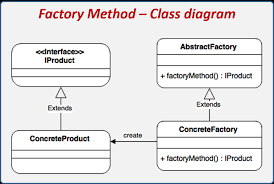 Factory Method – Class diagram
<<Interface>>
IProduct
AbstractFactory
+ factoryMethod() : IProduct
Extends
Extends
ConcreteProduct
create
ConcreteFactory
+ factoryMethod() : IProduct